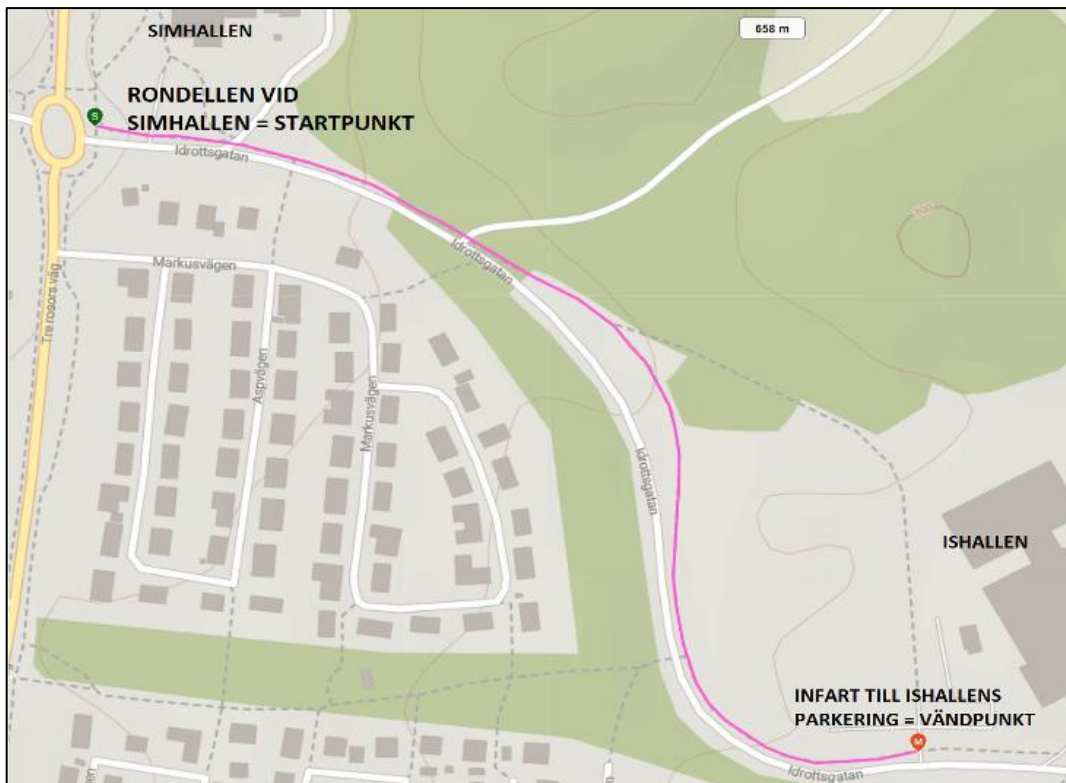 SIMHALLEN
658 m
RONDELLEN VID
SIMHALLEN = STARTPUNKT
S
Idrottsgatan
Idrottsgatan
Markusvägen
Tre rosors väg
Aspvägen
Markusvägen
Idrottsgatan
ISHALLEN
INFART TILL ISHALLENS
PARKERING = VÄNDPUNKT
M
Idrottsgatan